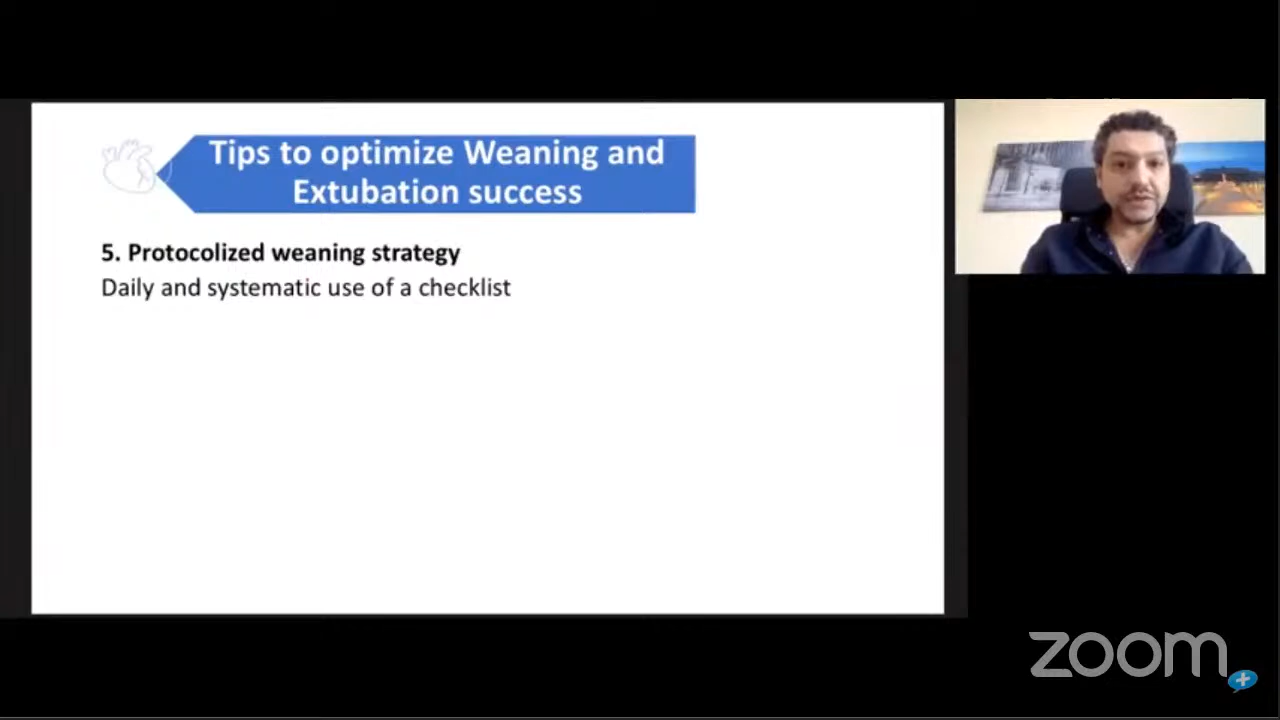 Tips to optimize Weaning and
Extubation success
5. Protocolized weaning strategy
Daily and systematic use of a checklist
zoom